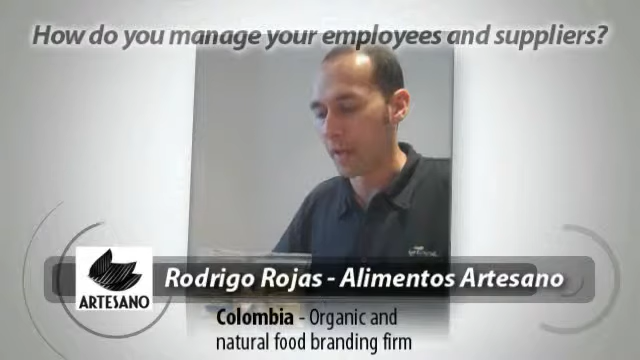 How do you manage your employees and suppliers?
ARTESANO
Rodrigo Rojas - Alimentos Artesano
Colombia - Organic and
natural food branding firm